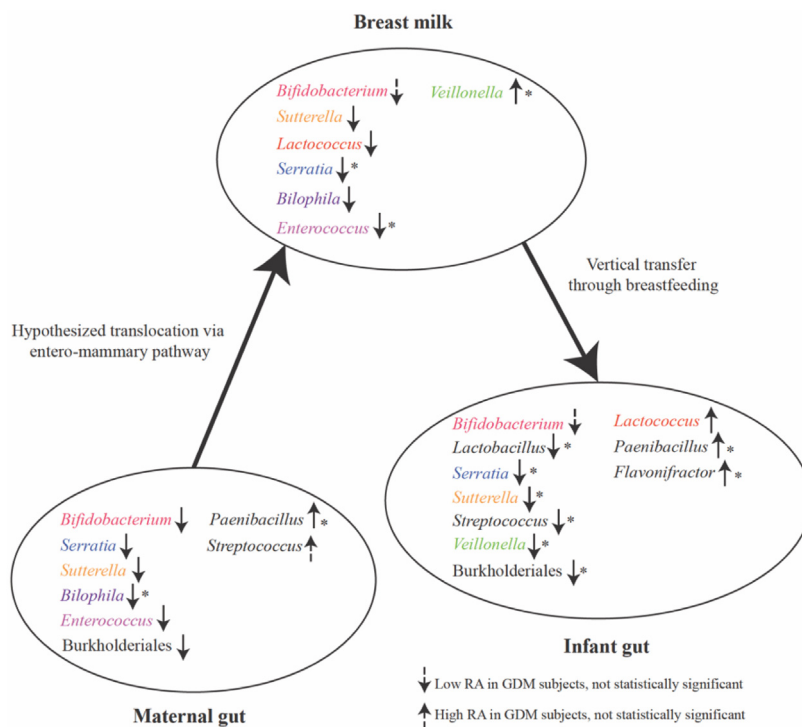 Breast milk
Bifidobacterium
Veillonella *
Sutterella
Lactococcus
Serratia *
Bilophila
Enterococcus *
Vertical transfer
through breastfeeding
Hypothesized translocation via
entero-mammary pathway
Bifidobacterium
Lactococcus
Lactobacillus *
Paenibacillus *
Serratia *
Flavonifractor *
Sutterella *
Streptococcus *
Veillonella *
Burkholderiales *
Infant gut
Bifidobacterium
Paenibacillus *
Serratia
Streptococcus
Sutterella
Bilophila *
Enterococcus
Burkholderiales
Maternal gut
Low RA in GDM subjects, not statistically significant
High RA in GDM subjects, not statistically significant